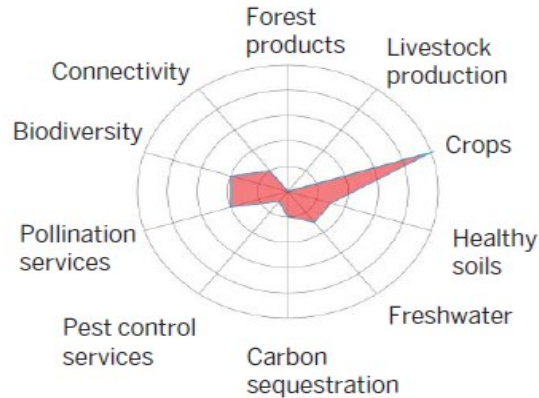 Forest
products
Livestock
production
Crops
Healthy
soils
Freshwater
Carbon
sequestration
Pest control
services
Pollination
services
Biodiversity
Connectivity